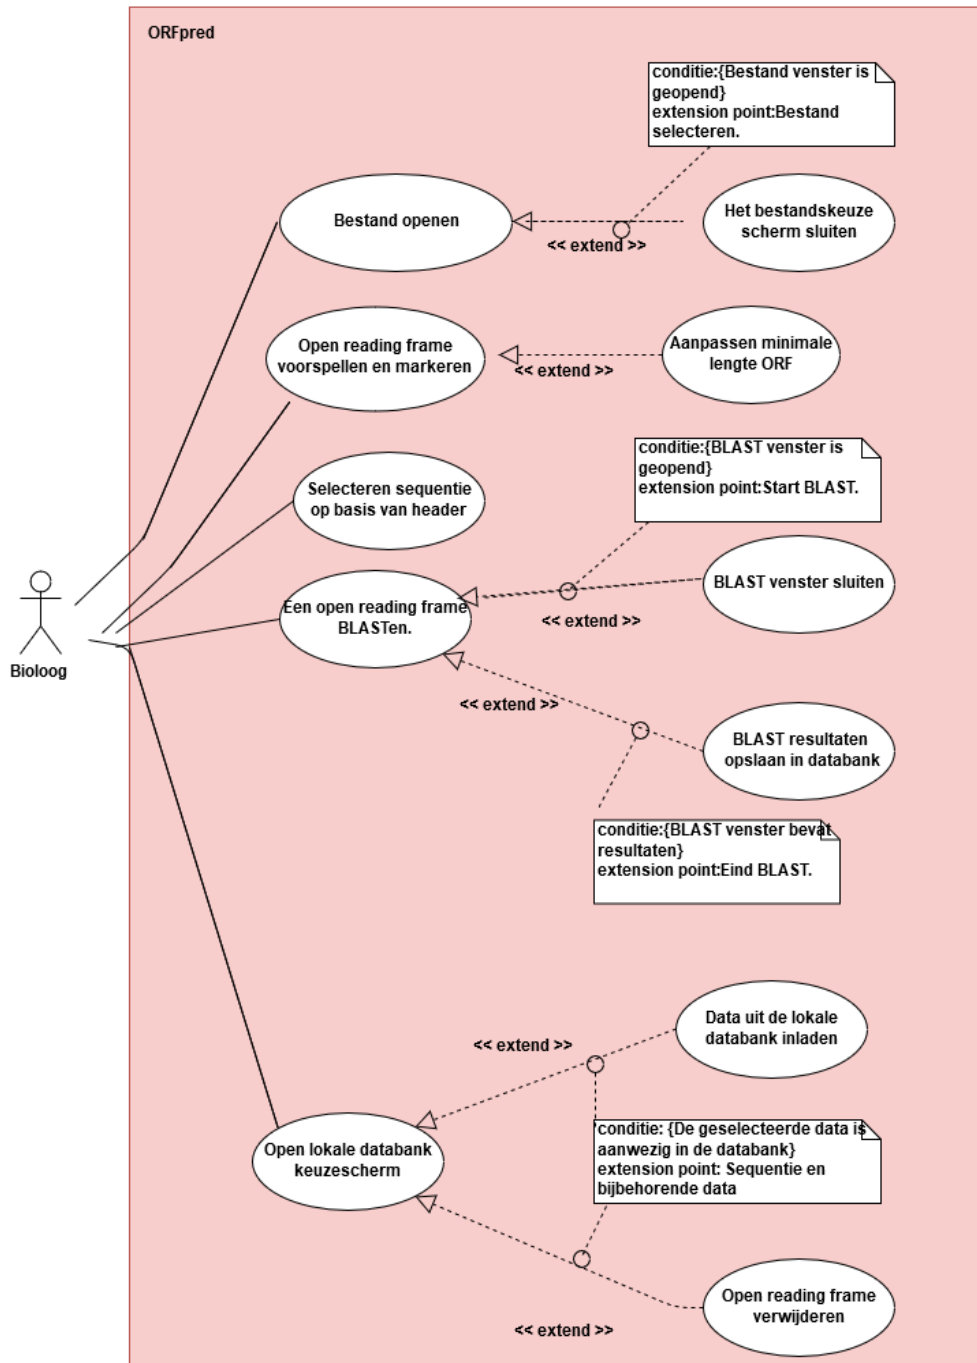 ORFpred
conditie:{Bestand venster is
geopend}
extension point:Bestand
selecteren.
Bestand openen
Het bestandskeuze
scherm sluiten
<< extend >>
Open reading frame
voorspellen en markeren
Aanpassen minimale
lengte ORF
<< extend >>
conditie:{BLAST venster is
geopend}
extension point:Start BLAST.
Selecteren sequentie
op basis van header
BLAST venster sluiten
Een open reading frame
BLASTen.
<< extend >>
Bioloog
<< extend >>
BLAST resultaten
opslaan in databank
conditie:{BLAST venster bevat
resultaten}
extension point:Eind BLAST.
Data uit de lokale
databank inladen
<< extend >>
conditie: {De geselecteerde data is
aanwezig in de databank}
extension point: Sequentie en
bijbehorende data
Open lokale databank
keuzescherm
Open reading frame
verwijderen
<< extend >>